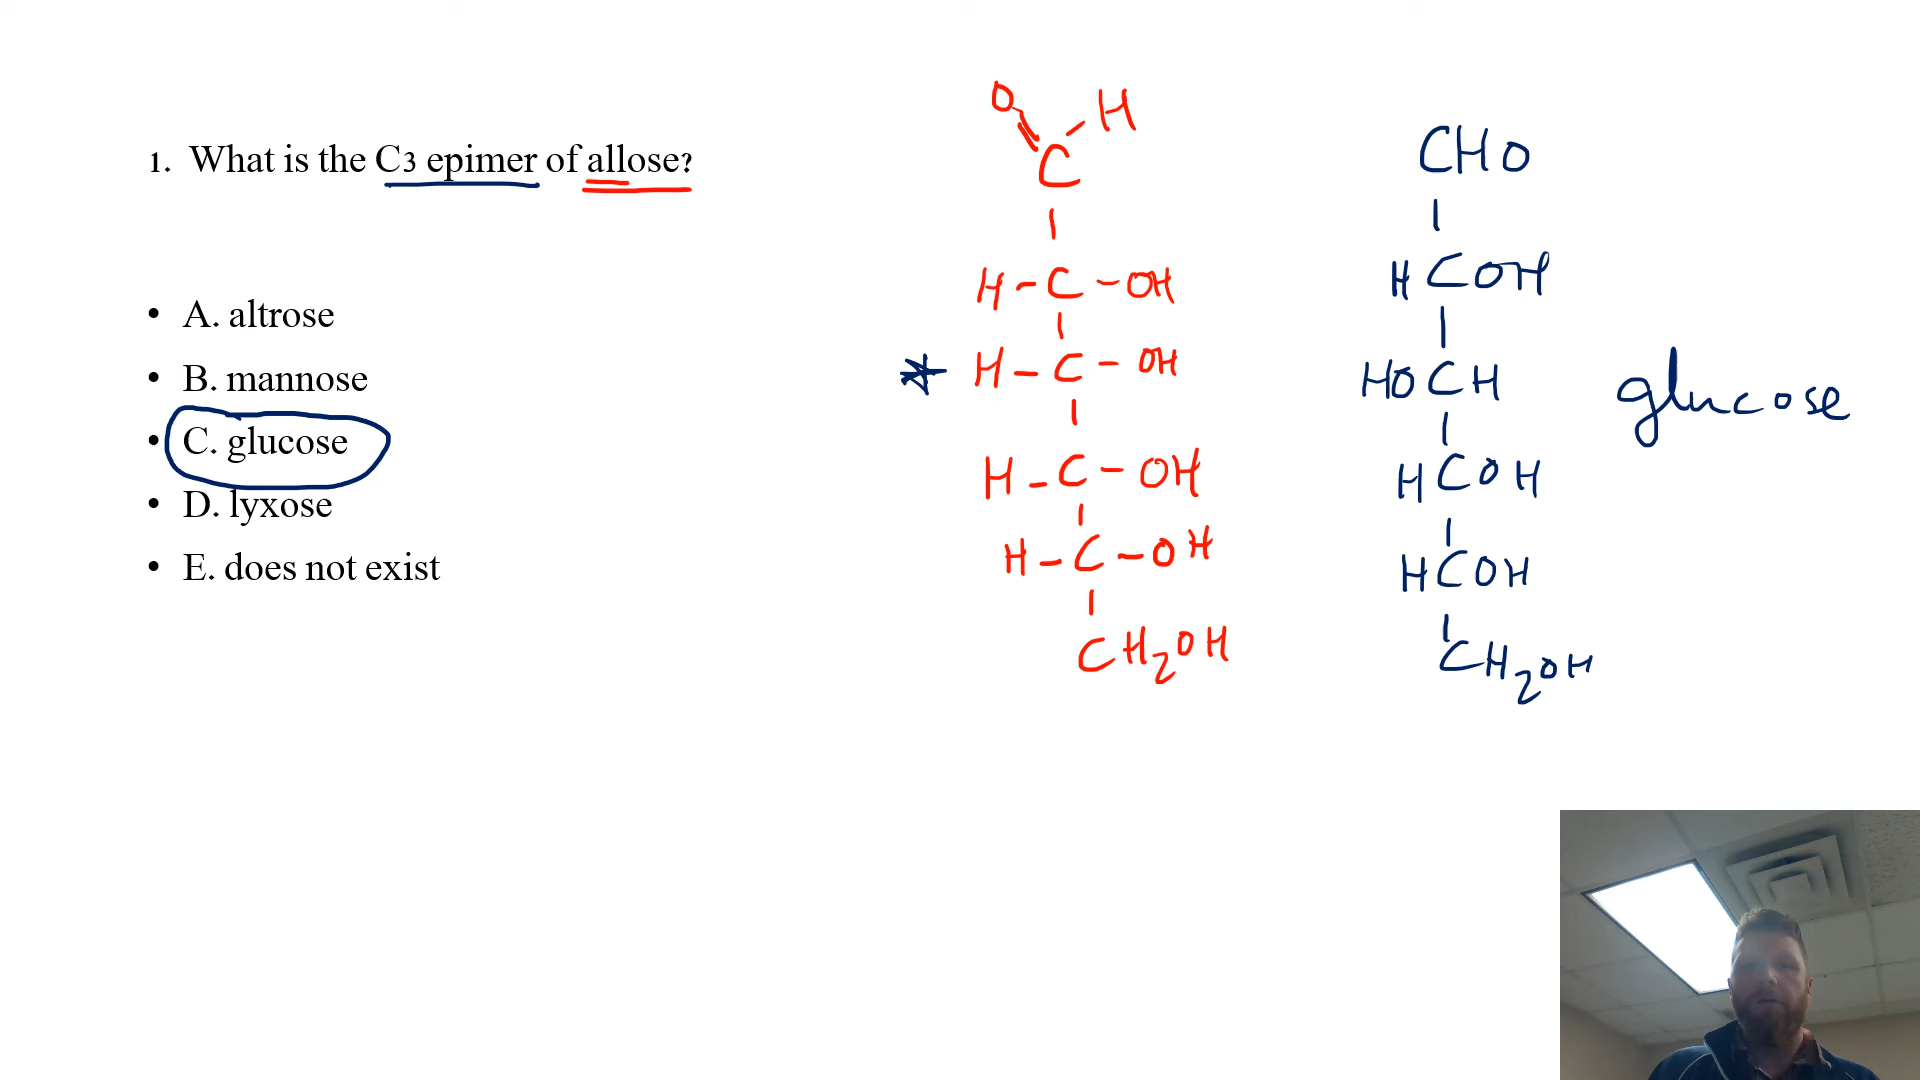 1. What is the C3 epimer of allose?
• A. altrose
• B. mannose
• C. glucose
• D. lyxose
• E. does not exist
O H
C
H - C - OH
H - C - OH
H - C - OH
H - C - OH
CH2OH
CHO
HCOH
HOCH
HCOH
HCOH
CH2OH
glucose